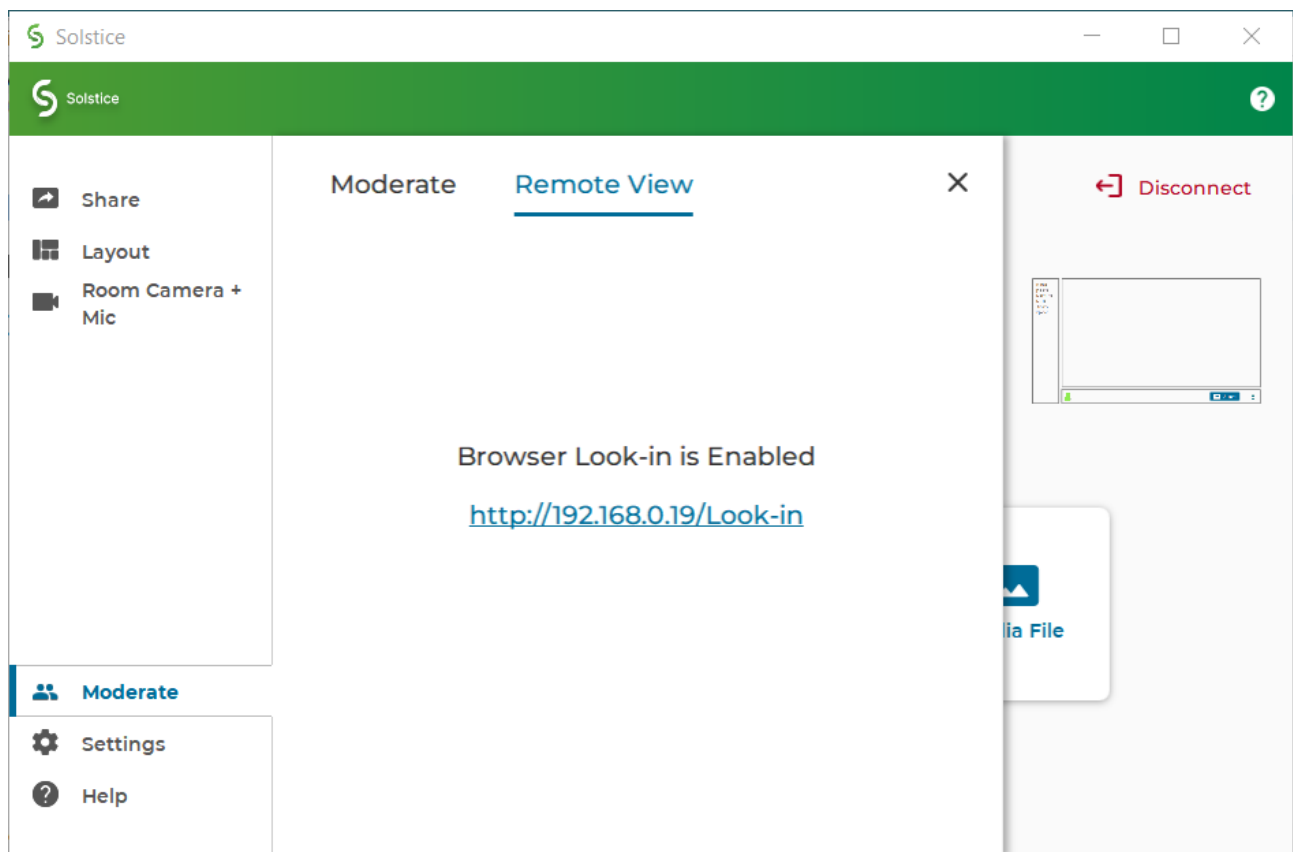 Solstice
Solstice
Share
Layout
Room Camera +
Mic
Moderate
Settings
Help
Moderate Remote View
Browser Look-in is Enabled
http://192.168.0.19/Look-in
Disconnect
ia File